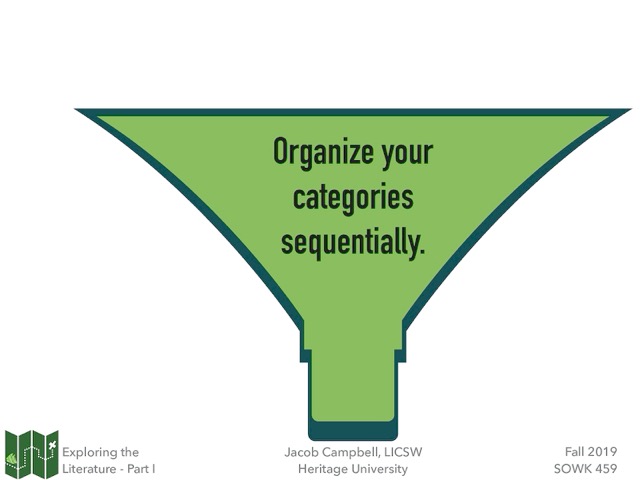 Organize your
categories
sequentially.
Exploring the
Literature - Part I
Jacob Campbell, LICSW
Heritage University
Fall 2019
SOWK 459